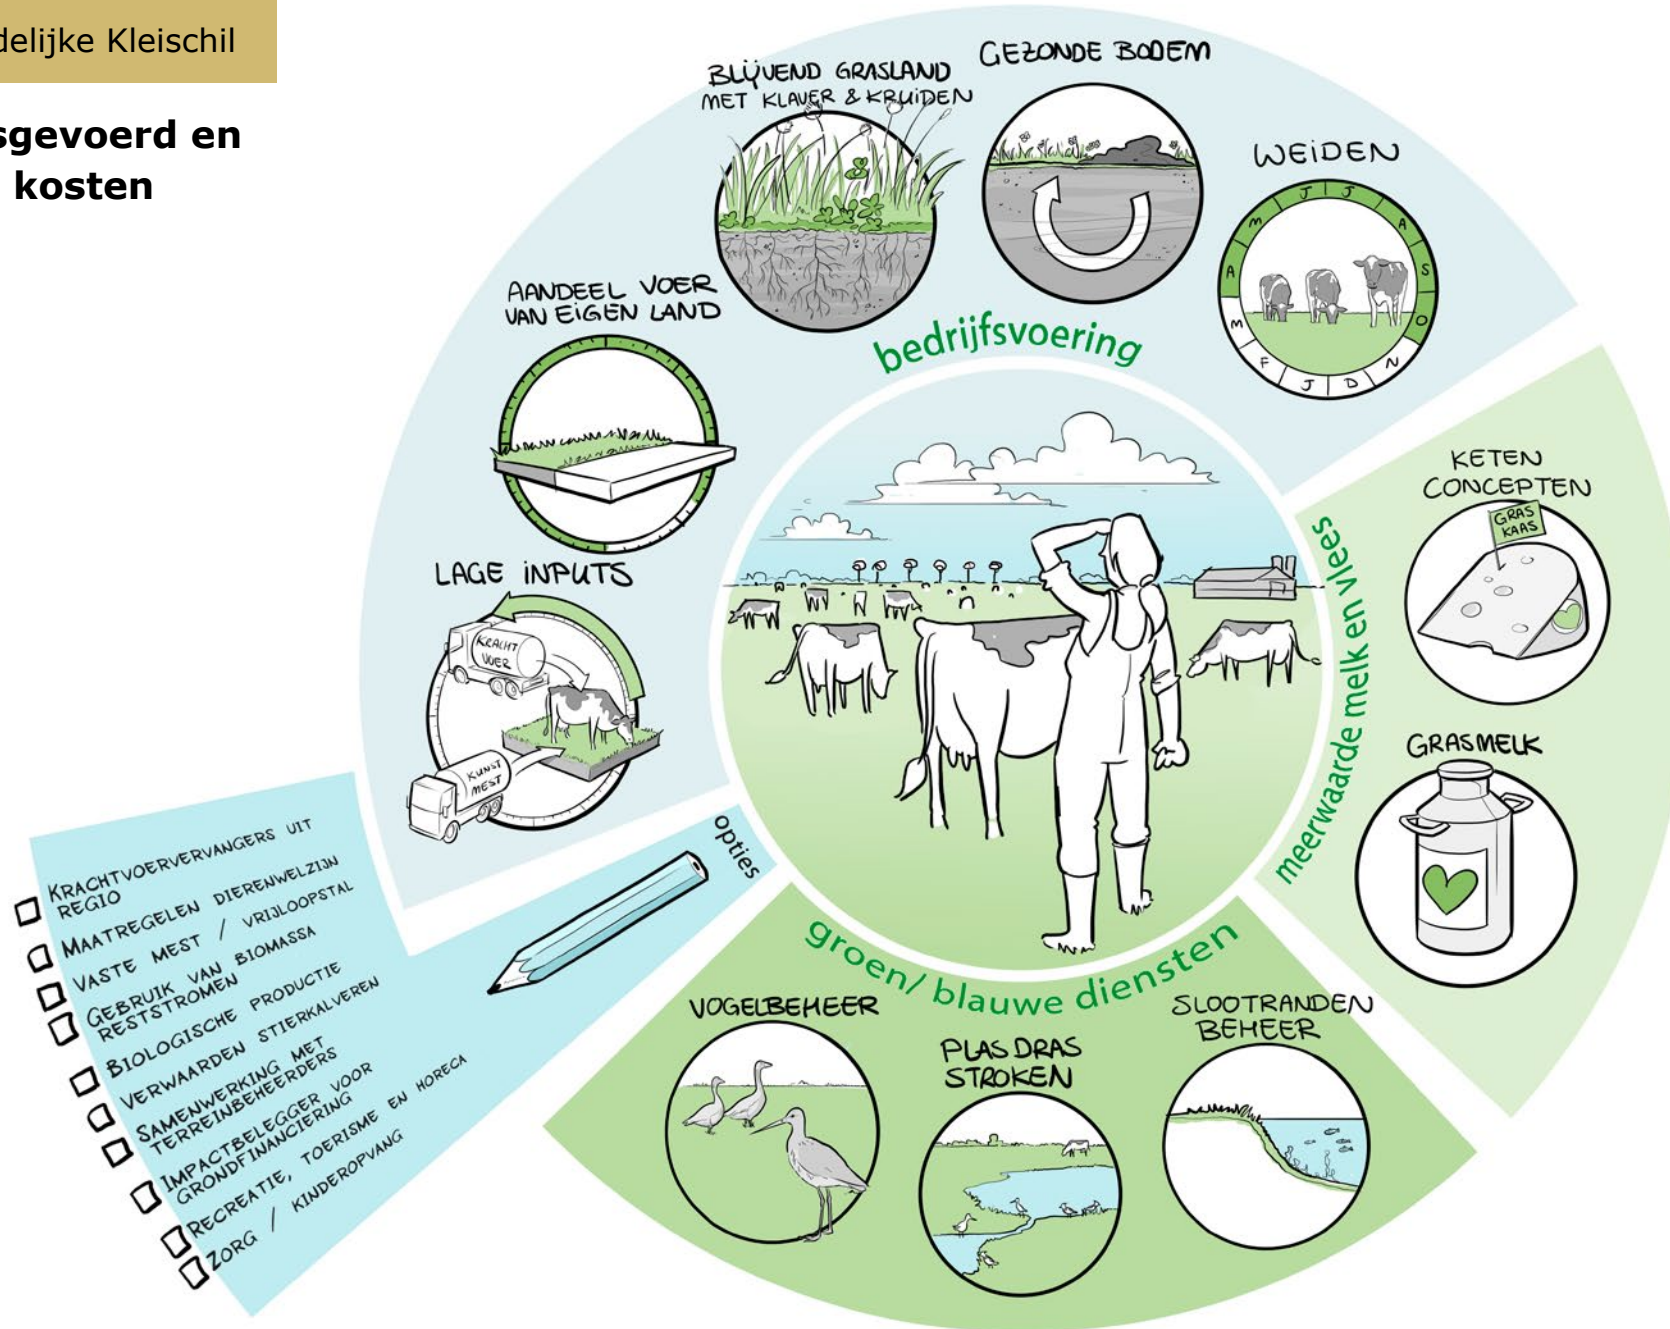 delijke Kleischil
sgevoerd en
kosten
BLIJVEND GRASLAND
MET KLAVER & KRUIDEN
GEZONDE BODEM
WEIDEN
J J A S O N D J F M A M
AANDEEL VOER
VAN EIGEN LAND
LAGE INPUTS
KRACHT
VOER
KUNST
MEST
bedrijfsvoering
KETEN
CONCEPTEN
GRAS
KAAS
GRASMELK
meerwaarde melk en vlees
groen/ blauwe diensten
VOGELBEHEER
PLAS DRAS
STROKEN
SLOOTRANDEN
BEHEER
opties
KRACHTVOERVERVANGERS UIT
REGIO
MAATREGELEN DIERENWELZIJN
VASTE MEST / VRIJLOOPSTAL
GEBRUIK VAN BIOMASSA
RESTSTROMEN
BIOLOGISCHE PRODUCTIE
VERWAARDEN STIERKALVEREN
SAMENWERKING MET
TERREINBEHEERDERS
IMPACTBELEGGER VOOR
GRONDFINANCIERING
RECREATIE, TOERISME EN HORECA
ZORG / KINDEROPVANG